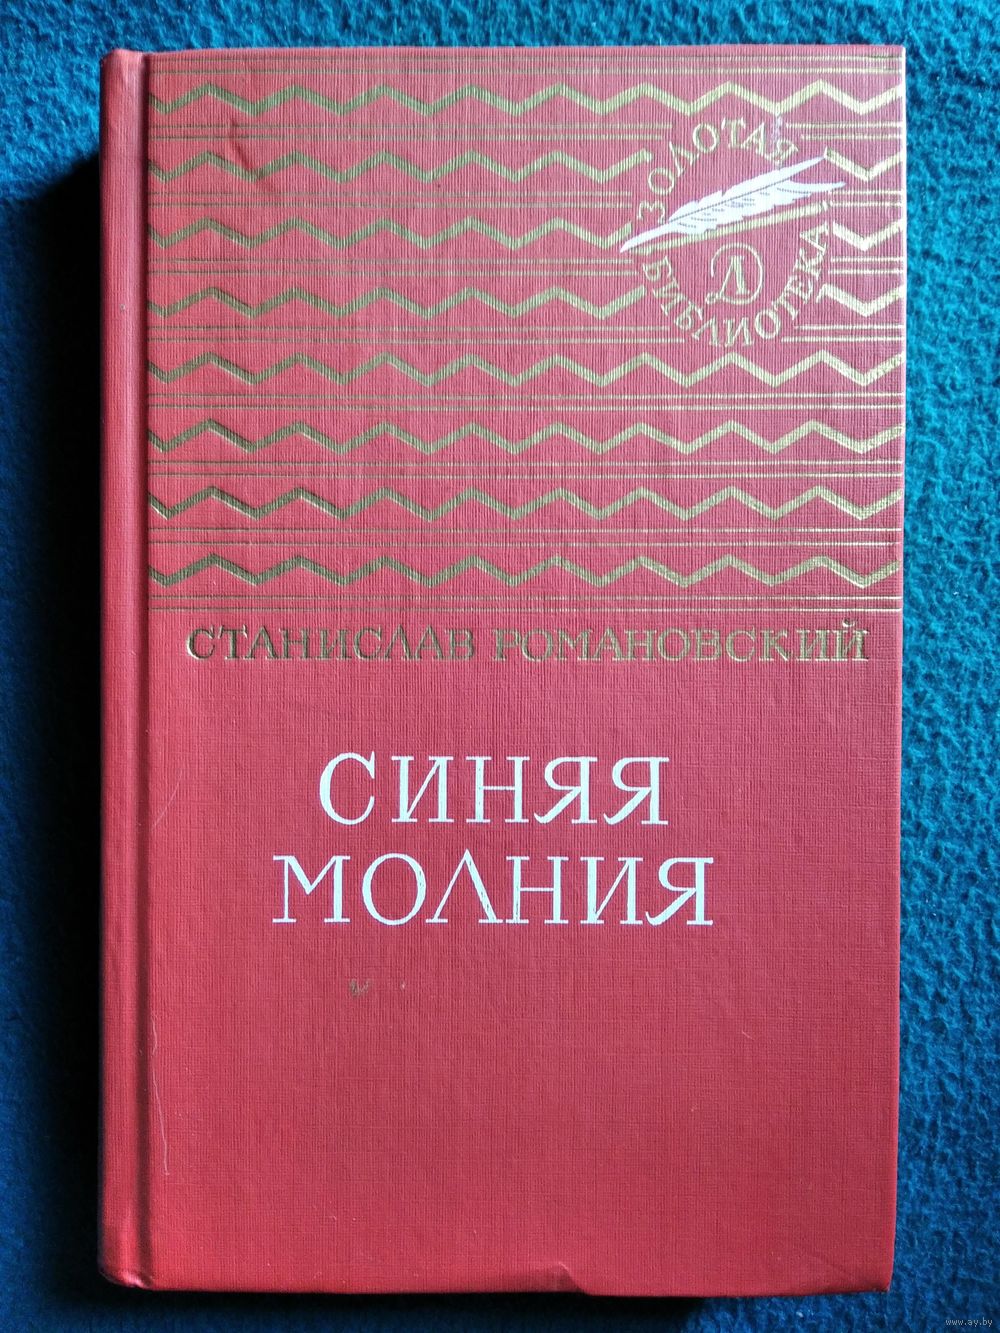 ЗОЛОТАЯ
БИБЛИОТЕКА
Д
СТАНИСЛАВ РОМАНОВСКИЙ
СИНЯЯ
МОЛНИЯ
www.ay.by